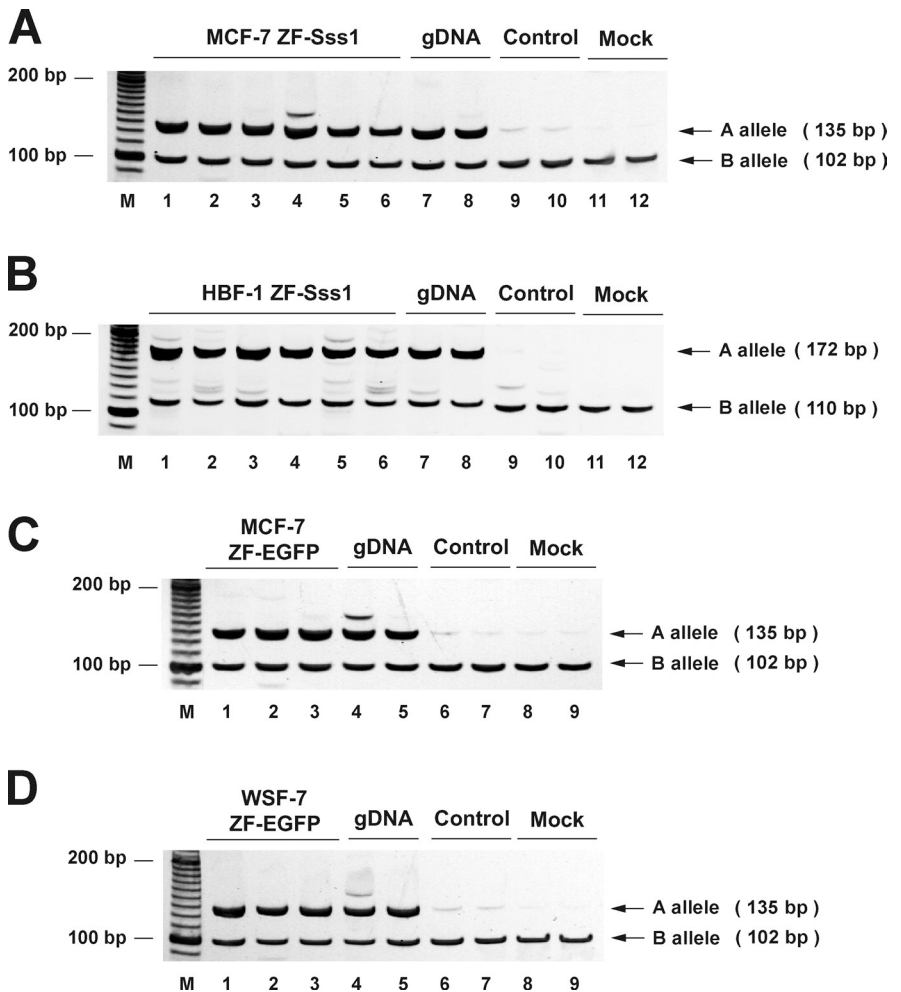 A
MCF-7 ZF-Sss1 gDNA Control Mock
200 bp
100 bp
A allele ( 135 bp )
B allele ( 102 bp )
M 1 2 3 4 5 6 7 8 9 10 11 12
B
HBF-1 ZF-Sss1 gDNA Control Mock
200 bp
100 bp
A allele ( 172 bp )
B allele ( 110 bp )
M 1 2 3 4 5 6 7 8 9 10 11 12
C
MCF-7
ZF-EGFP gDNA Control Mock
200 bp
100 bp
A allele ( 135 bp )
B allele ( 102 bp )
M 1 2 3 4 5 6 7 8 9
D
WSF-7
ZF-EGFP gDNA Control Mock
200 bp
100 bp
A allele ( 135 bp )
B allele ( 102 bp )
M 1 2 3 4 5 6 7 8 9